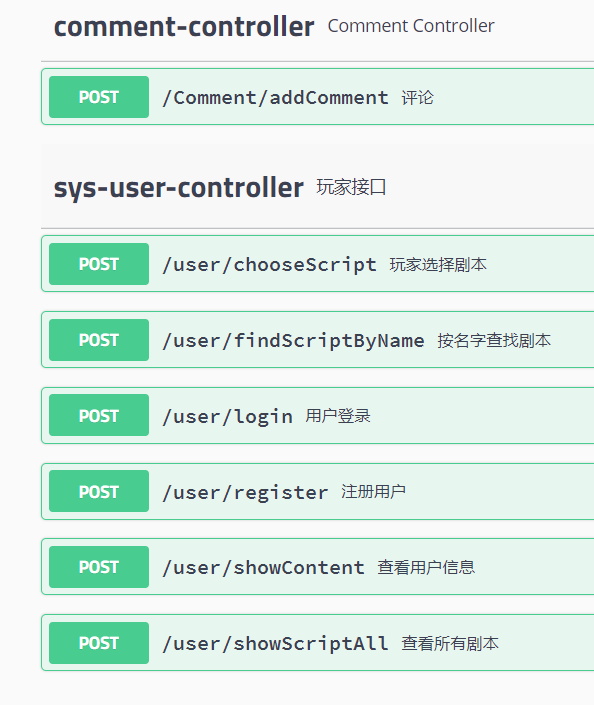 comment-controller Comment Controller
POST /Comment/addComment 评论
sys-user-controller 玩家接口
POST /user/chooseScript 玩家选择剧本
POST /user/findScriptByName 按名字查找剧本
POST /user/login 用户登录
POST /user/register 注册用户
POST /user/showContent 查看用户信息
POST /user/showScriptAll 查看所有剧本